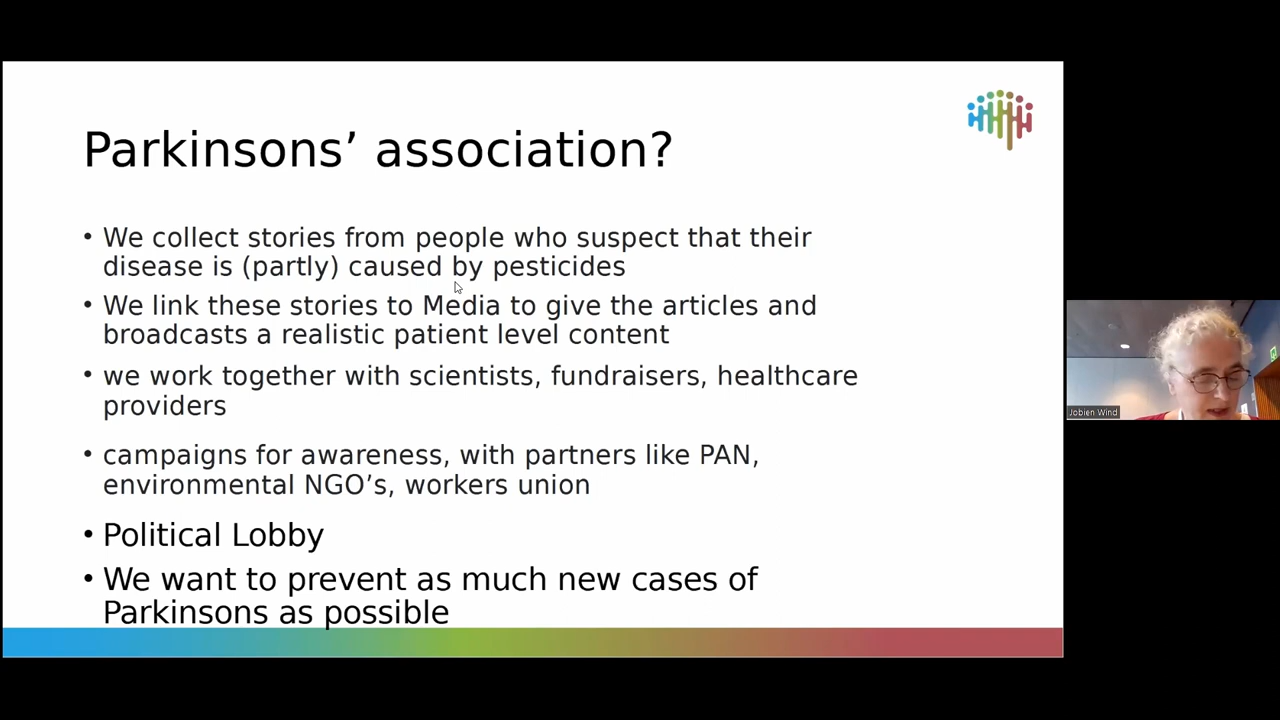 Parkinsons’ association?
• We collect stories from people who suspect that their
disease is (partly) caused by pesticides
• We link these stories to Media to give the articles and
broadcasts a realistic patient level content
• we work together with scientists, fundraisers, healthcare
providers
• campaigns for awareness, with partners like PAN,
environmental NGO’s, workers union
• Political Lobby
• We want to prevent as much new cases of
Parkinsons as possible
Jobien Wind